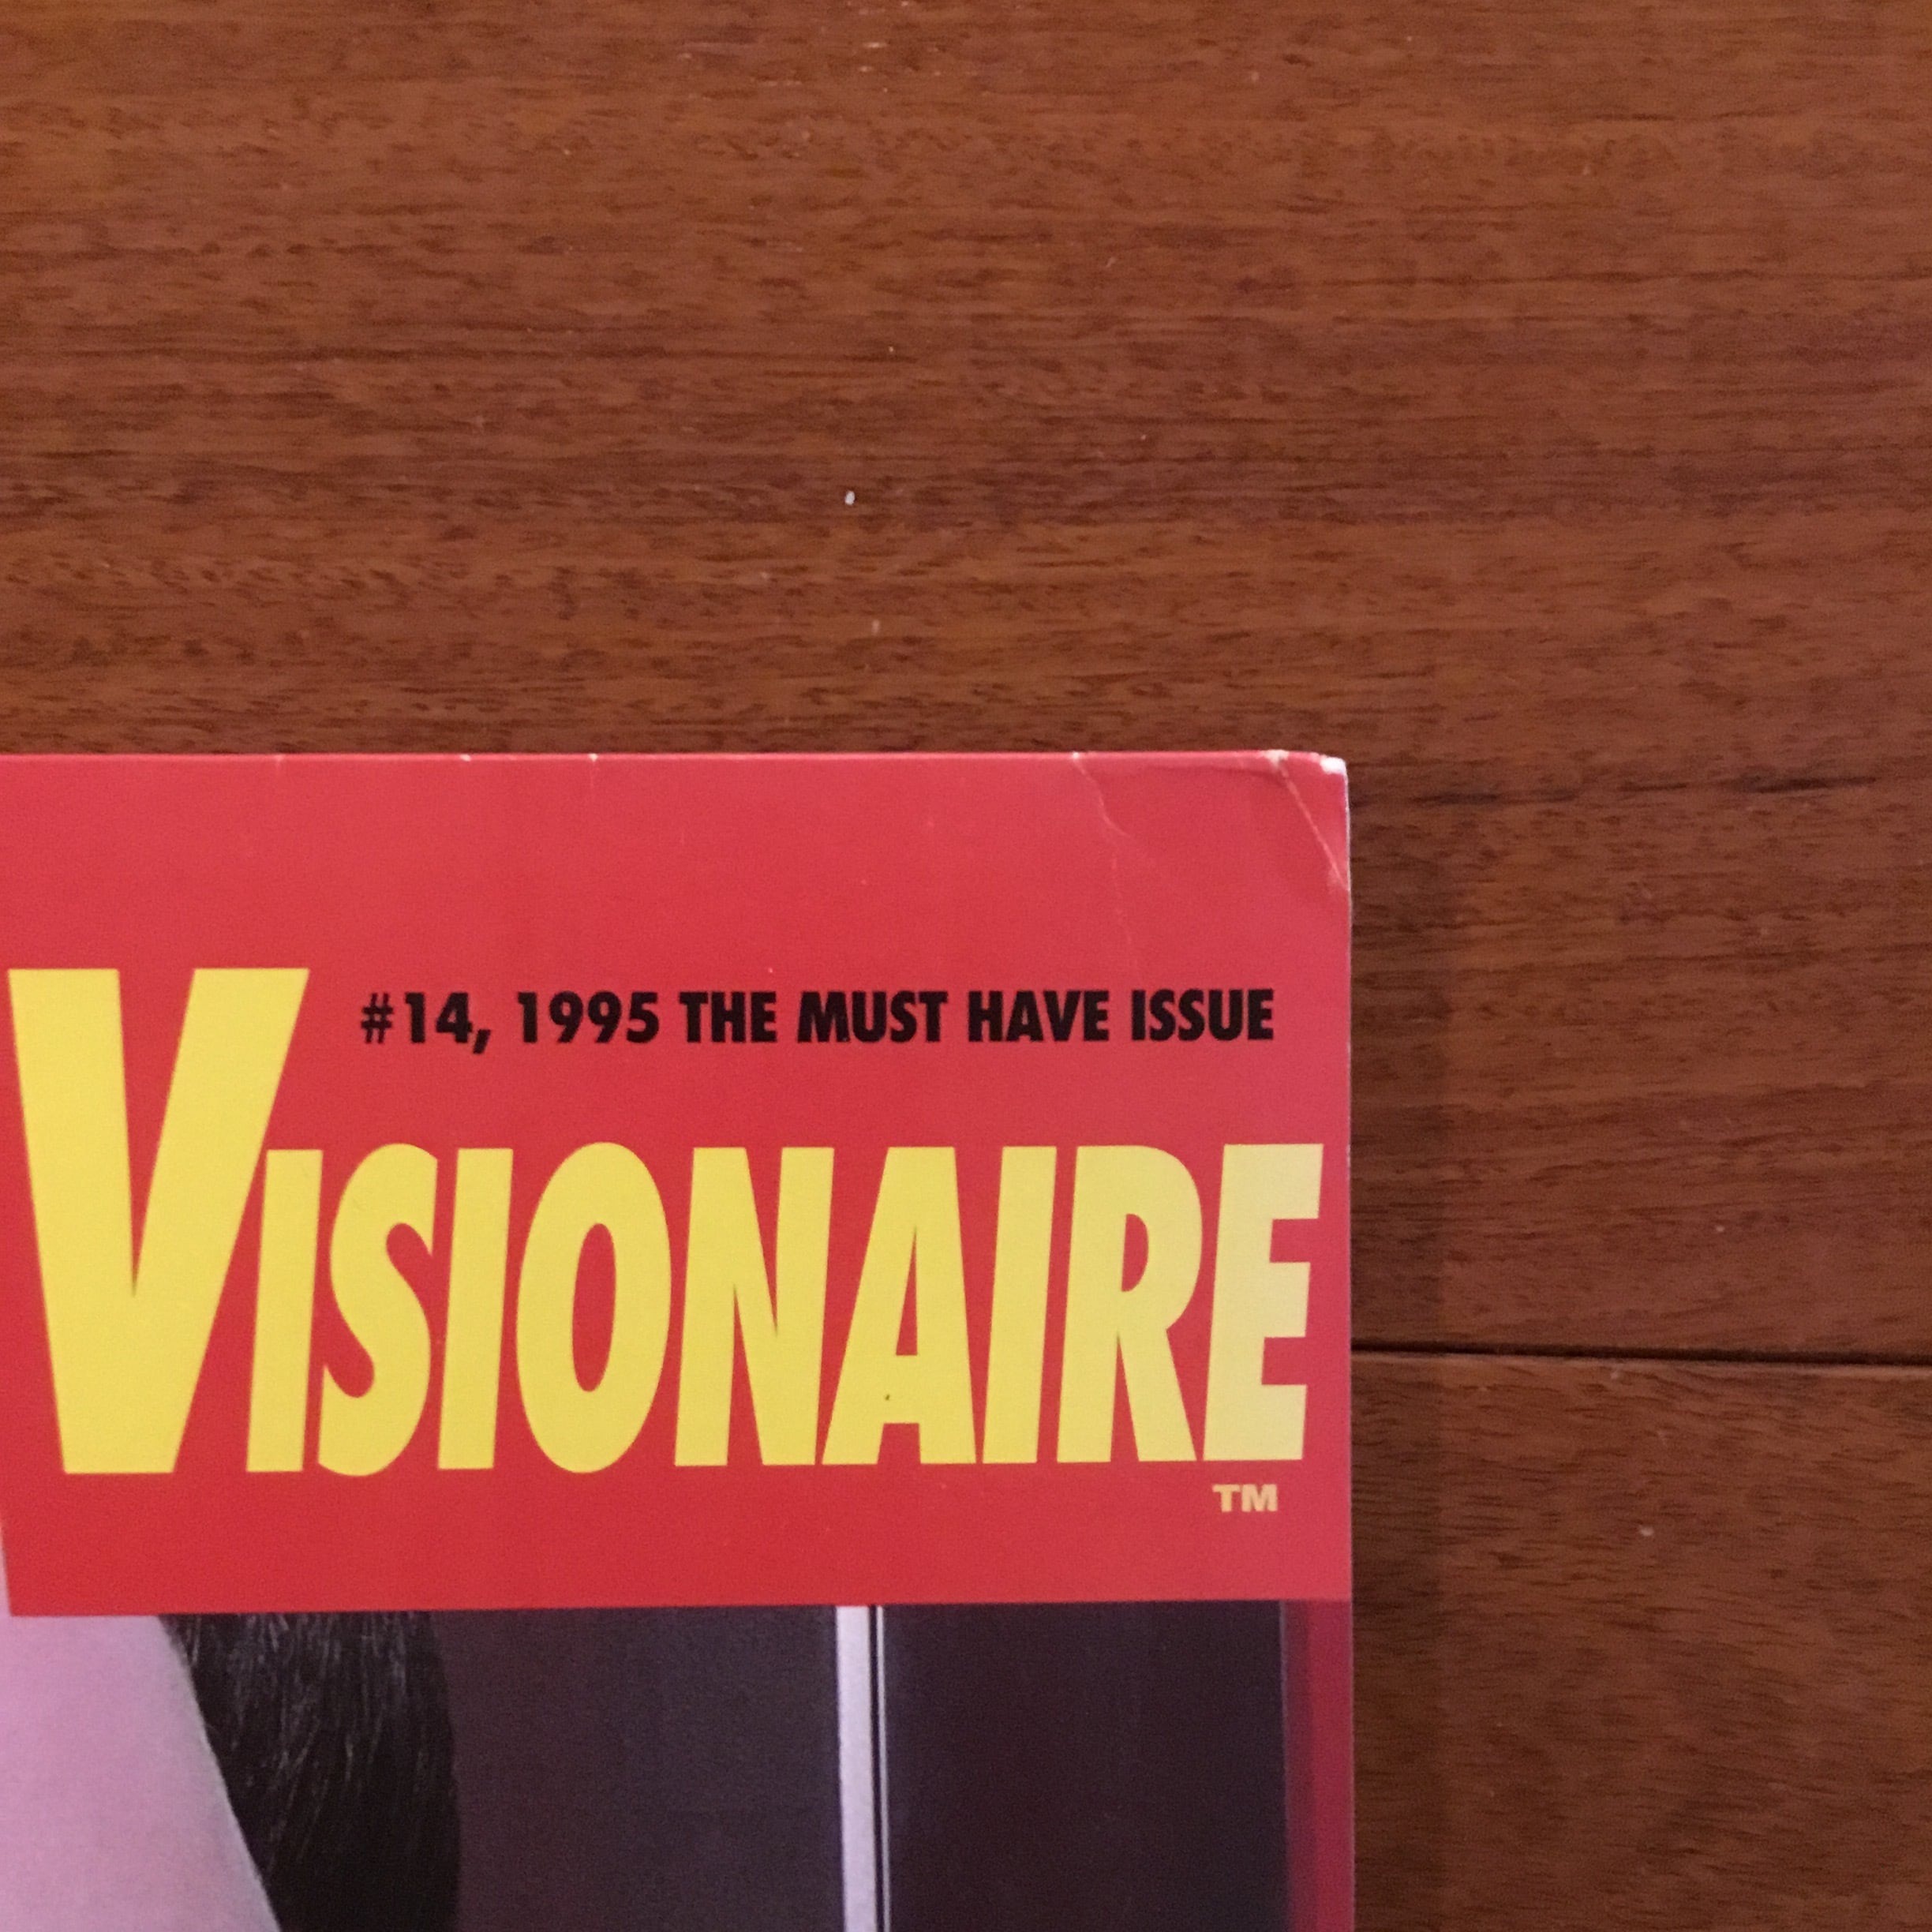 #14, 1995 THE MUST HAVE ISSUE
VISIONAIRE
TM